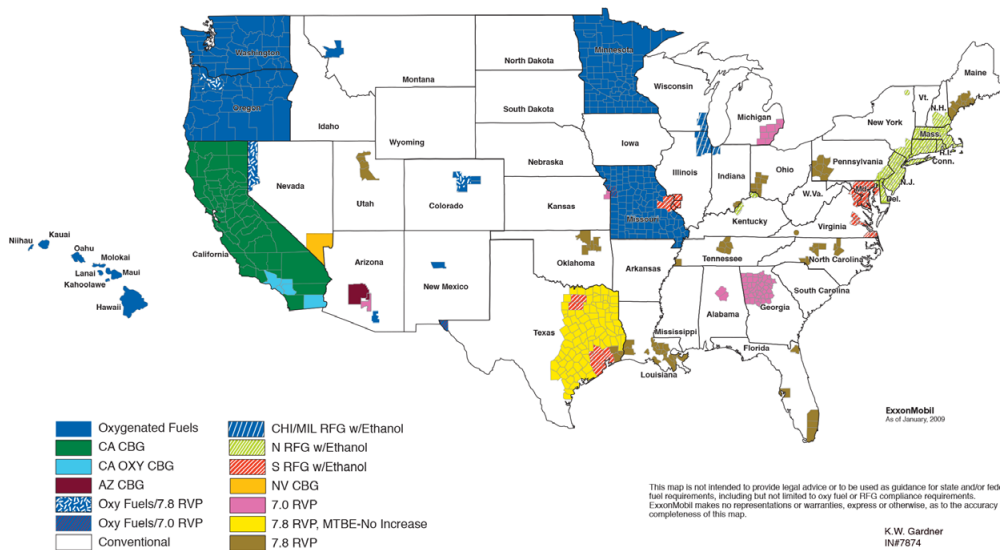 Washington
Oregon
California
Nevada
Idaho
Montana
Wyoming
Utah
Colorado
Arizona
New Mexico
North Dakota
South Dakota
Nebraska
Kansas
Oklahoma
Texas
Minnesota
Iowa
Missouri
Arkansas
Louisiana
Wisconsin
Illinois
Michigan
Indiana
Ohio
Kentucky
Tennessee
Mississippi
Alabama
Georgia
Florida
South Carolina
North Carolina
Virginia
W.Va.
Md.
Del.
Pennsylvania
N.J.
New York
Conn.
R.I.
Mass.
Vt.
N.H.
Maine
Niihau
Kauai
Oahu
Molokai
Lanai
Maui
Kahoolawe
Hawaii
Oxygenated Fuels
CA CBG
CA OXY CBG
AZ CBG
Oxy Fuels/7.8 RVP
Oxy Fuels/7.0 RVP
Conventional
CHI/MIL RFG w/Ethanol
N RFG w/Ethanol
S RFG w/Ethanol
NV CBG
7.0 RVP
7.8 RVP, MTBE-No Increase
7.8 RVP
ExxonMobil
As of January, 2009
This map is not intended to provide legal advice or to be used as guidance for state and/or fede
fuel requirements, including but not limited to oxy fuel or RFG compliance requirements.
ExxonMobil makes no representations or warranties, express or otherwise, as to the accuracy
completeness of this map.
K.W. Gardner
IN#7874